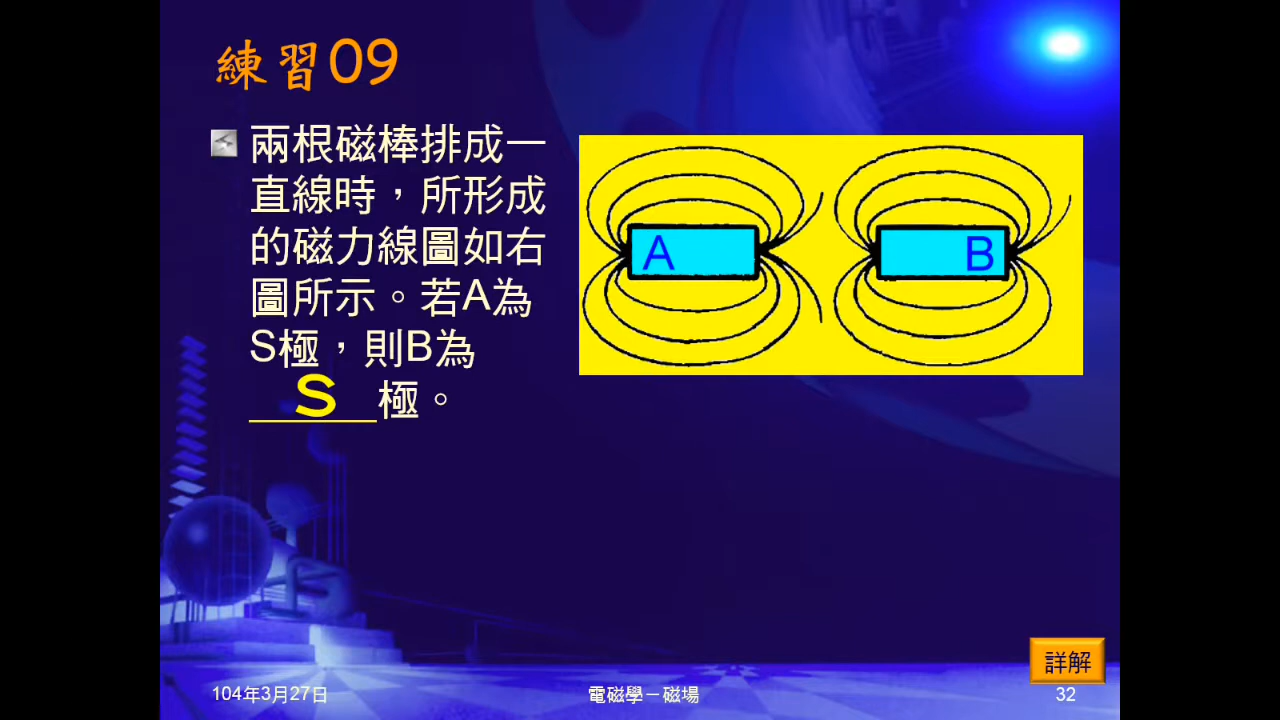 練習09
兩根磁棒排成一
直線時，所形成
的磁力線圖如右
圖所示。若A為
S極，則B為
S極。
A
B
詳解
104年3月27日
電磁學－磁場
32